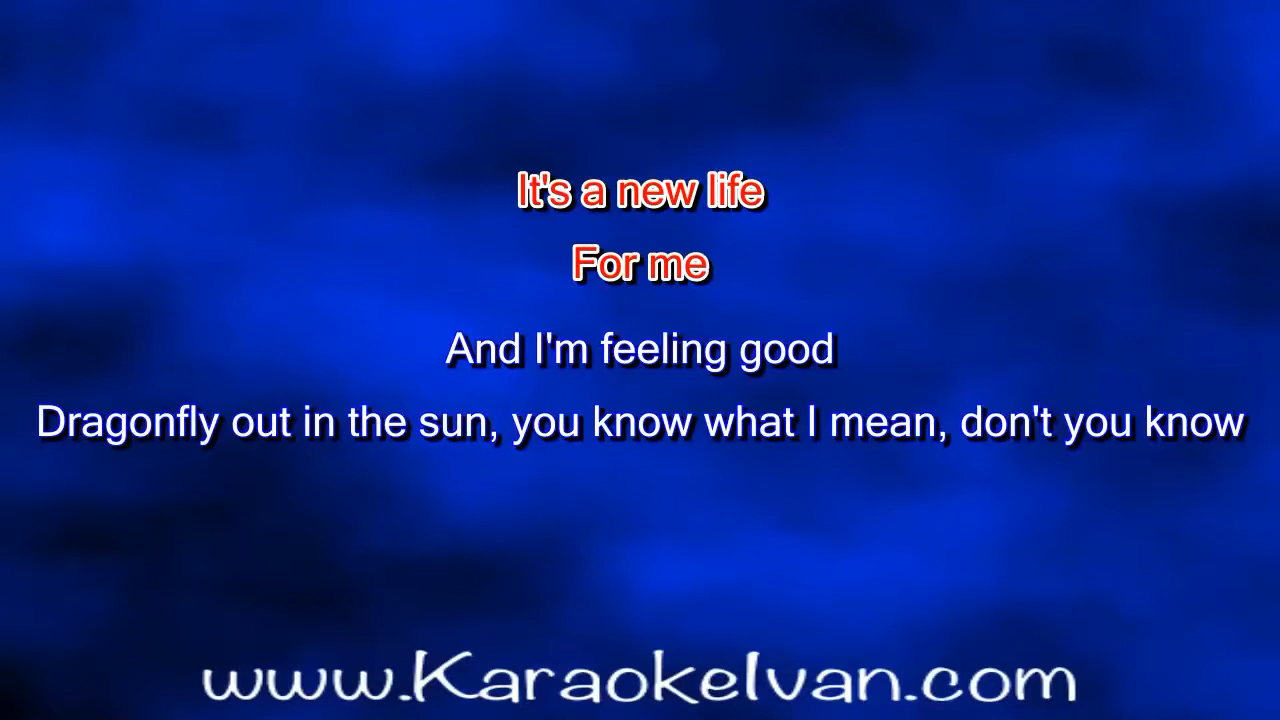 It's a new life
For me
And I'm feeling good
Dragonfly out in the sun, you know what I mean, don't you know
www.KaraokeIvan.com